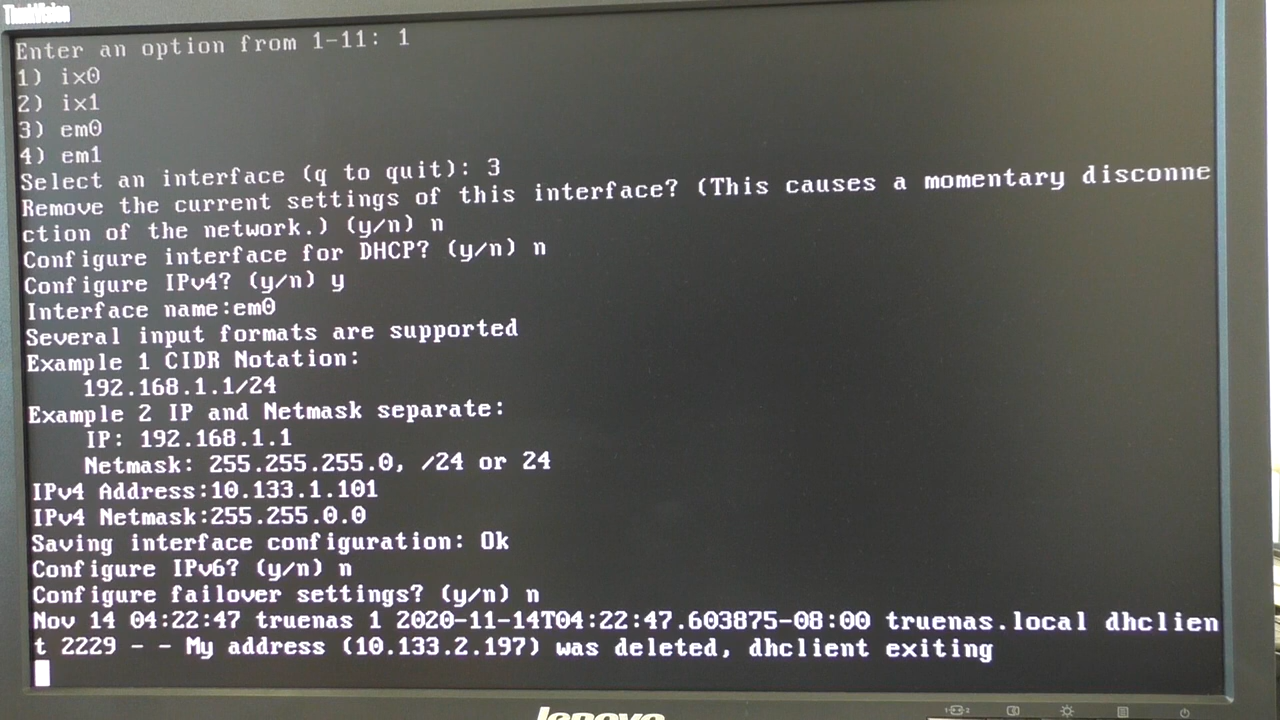 ThinkVision
Enter an option from 1-11: 1
1) ix0
2) ix1
3) em0
4) em1
Select an interface (q to quit): 3
Remove the current settings of this interface? (This causes a momentary disconne
ction of the network.) (y/n) n
Configure interface for DHCP? (y/n) n
Configure IPv4? (y/n) y
Interface name:em0
Several input formats are supported
Example 1 CIDR Notation:
    192.168.1.1/24
Example 2 IP and Netmask separate:
    IP: 192.168.1.1
    Netmask: 255.255.255.0, /24 or 24
IPv4 Address:10.133.1.101
IPv4 Netmask:255.255.0.0
Saving interface configuration: Ok
Configure IPv6? (y/n) n
Configure failover settings? (y/n) n
Nov 14 04:22:47 truenas 1 2020-11-14T04:22:47.603875-08:00 truenas.local dhclien
t 2229 - - My address (10.133.2.197) was deleted, dhclient exiting
lenovo